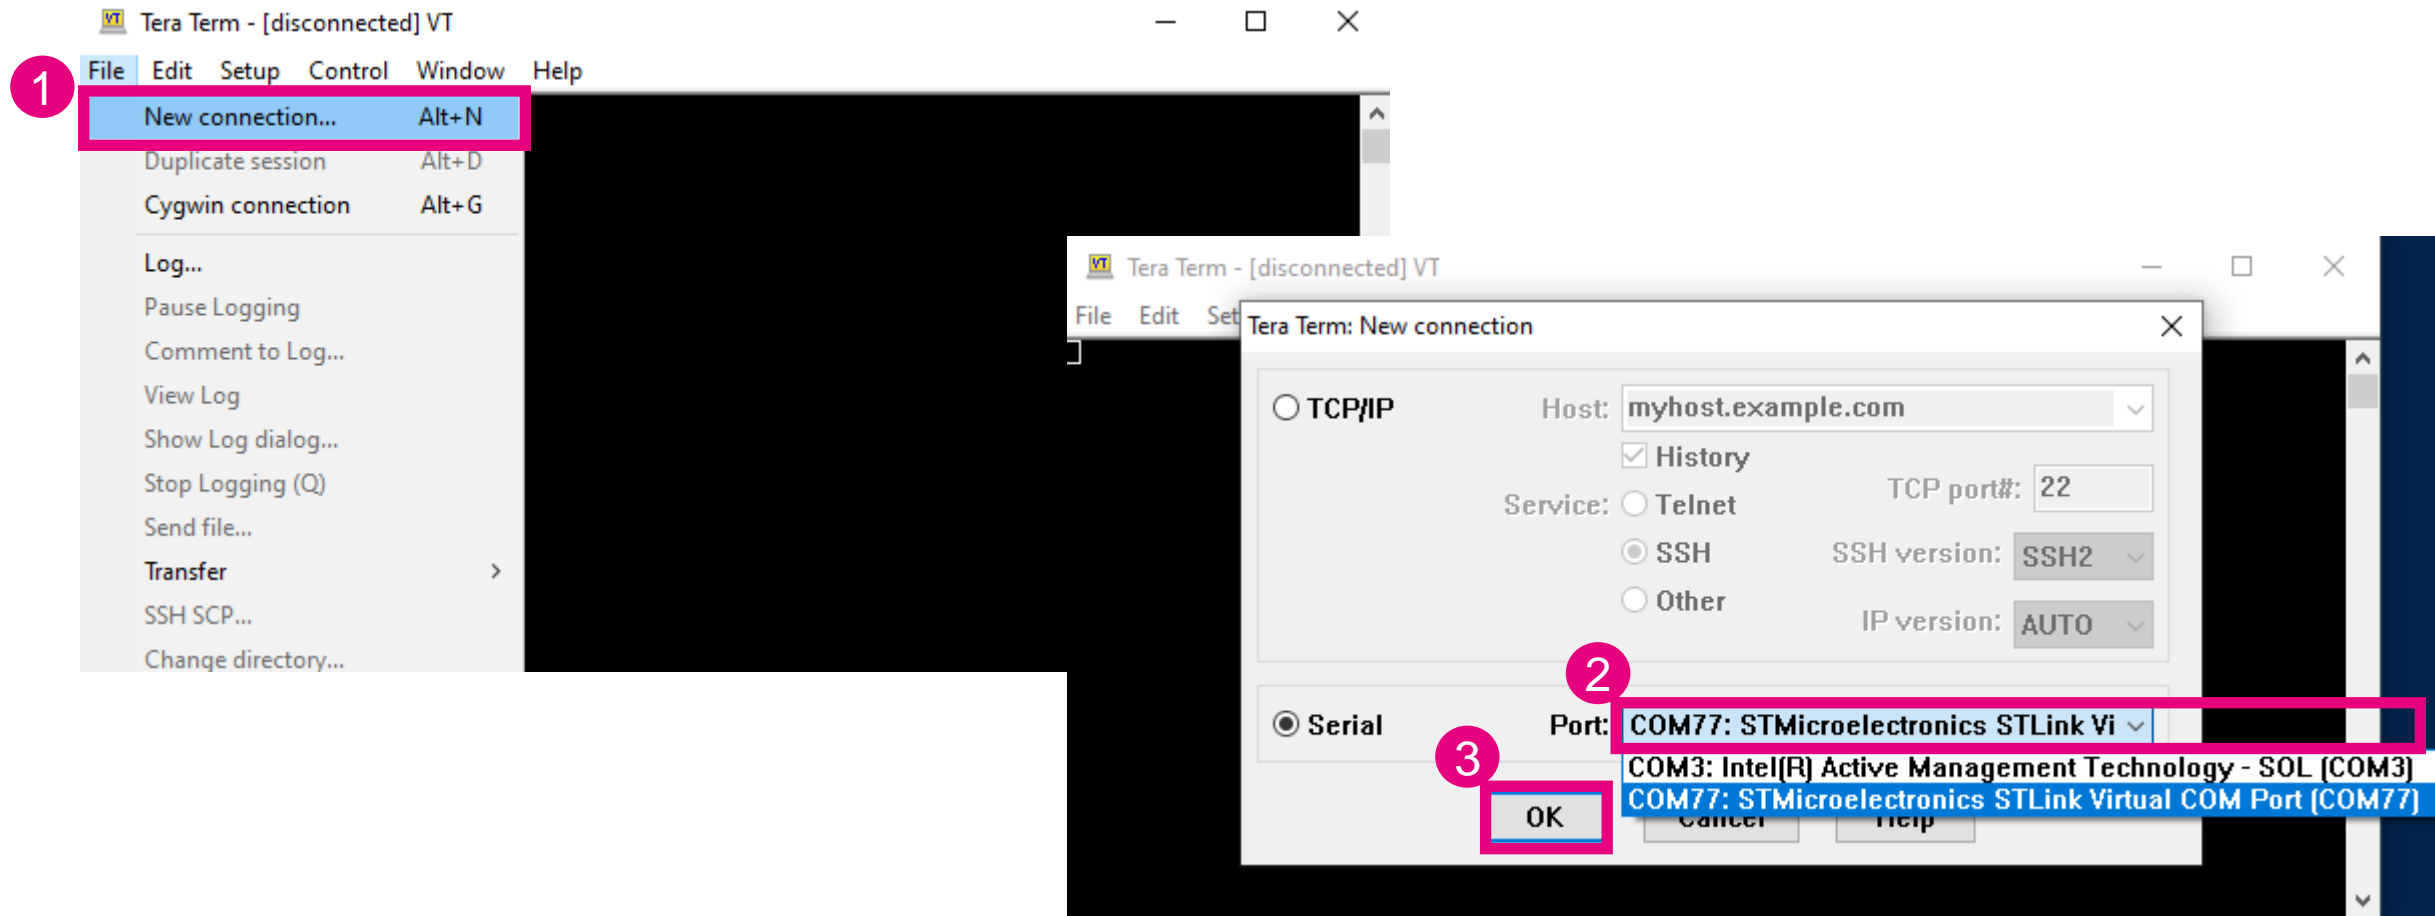 Tera Term - [disconnected] VT
File Edit Setup Control Window Help
1
New connection... Alt+N
Duplicate session Alt+D
Cygwin connection Alt+G
Log...
Pause Logging
Comment to Log...
View Log
Show Log dialog...
Stop Logging (Q)
Send file...
Transfer >
SSH SCP...
Change directory...
VT Tera Term - [disconnected] VT
File Edit Set
Tera Term: New connection
TCP/IP Host: myhost.example.com
History
TCP port#: 22
Service: Telnet
SSH SSH version: SSH2
Other
IP version: AUTO
2
Serial Port: COM77: STMicroelectronics STLink Vi
3
COM3: Intel(R) Active Management Technology - SOL (COM3)
COM77: STMicroelectronics STLink Virtual COM Port (COM77)
OK Cancel Help